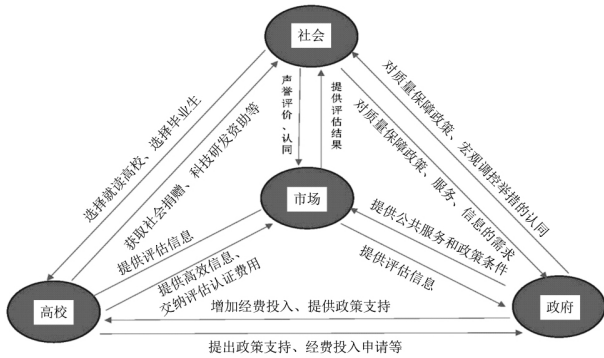 社会
对质量保障政策、宏观调控举措的认同
对质量保障政策、服务、信息的需求
声誉评价、认同
提供评估结果
选择就读高校、选择毕业生
获取社会捐赠、科技研发资助等
市场
提供评估信息
提供高效信息、
交纳评估认证费用
提供公共服务和政策条件
提供评估信息
高校
政府
增加经费投入、提供政策支持
提出政策支持、经费投入申请等